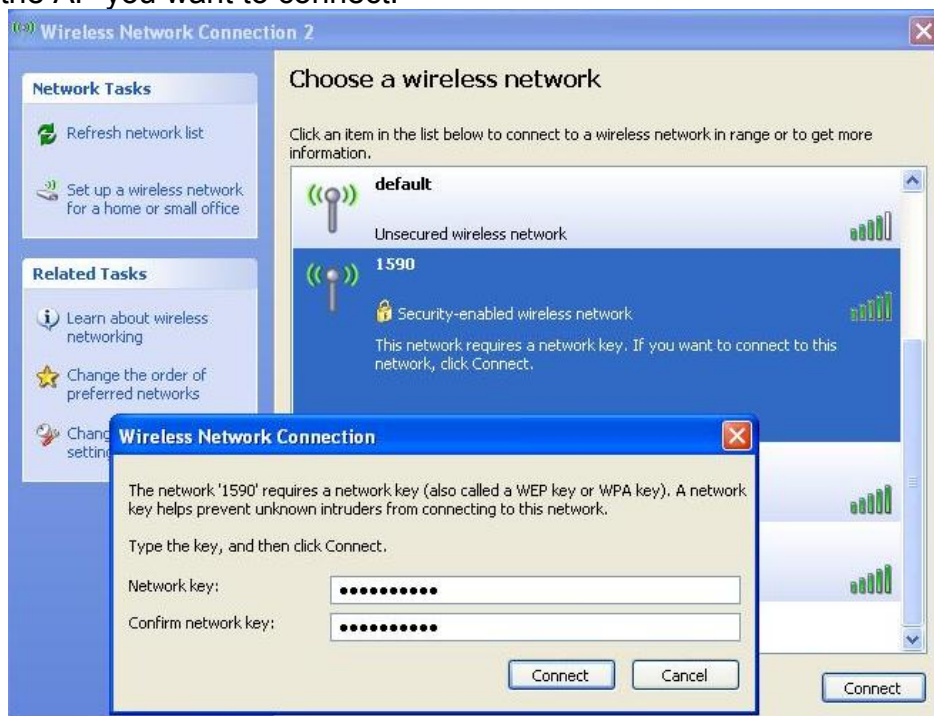 the AP you want to connect.
Wireless Network Connection 2
Network Tasks
Refresh network list
Set up a wireless network
for a home or small office
Related Tasks
Learn about wireless
networking
Change the order of
preferred networks
Chang
setting
Choose a wireless network
Click an item in the list below to connect to a wireless network in range or to get more
information.
default
Unsecured wireless network
1590
Security-enabled wireless network
This network requires a network key. If you want to connect to this
network, click Connect.
Wireless Network Connection
The network '1590' requires a network key (also called a WEP key or WPA key). A network
key helps prevent unknown intruders from connecting to this network.
Type the key, and then click Connect.
Network key:
Confirm network key:
Connect
Cancel
Connect